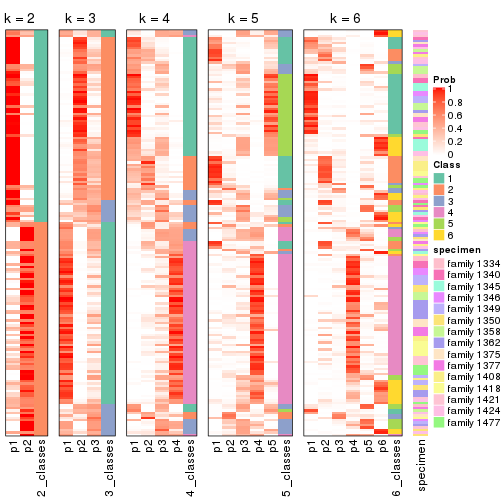 k = 2
k = 3
k = 4
k = 5
k = 6
Prob
1
0.8
0.6
0.4
0.2
0
Class
1
2
3
4
5
6
specimen
family 1334
family 1340
family 1345
family 1346
family 1349
family 1350
family 1358
family 1362
family 1375
family 1377
family 1408
family 1418
family 1421
family 1424
family 1477
p1
p2
2_classes
p1
p2
p3
3_classes
p1
p2
p3
p4
4_classes
p1
p2
p3
p4
p5
5_classes
p1
p2
p3
p4
p5
p6
6_classes
specimen